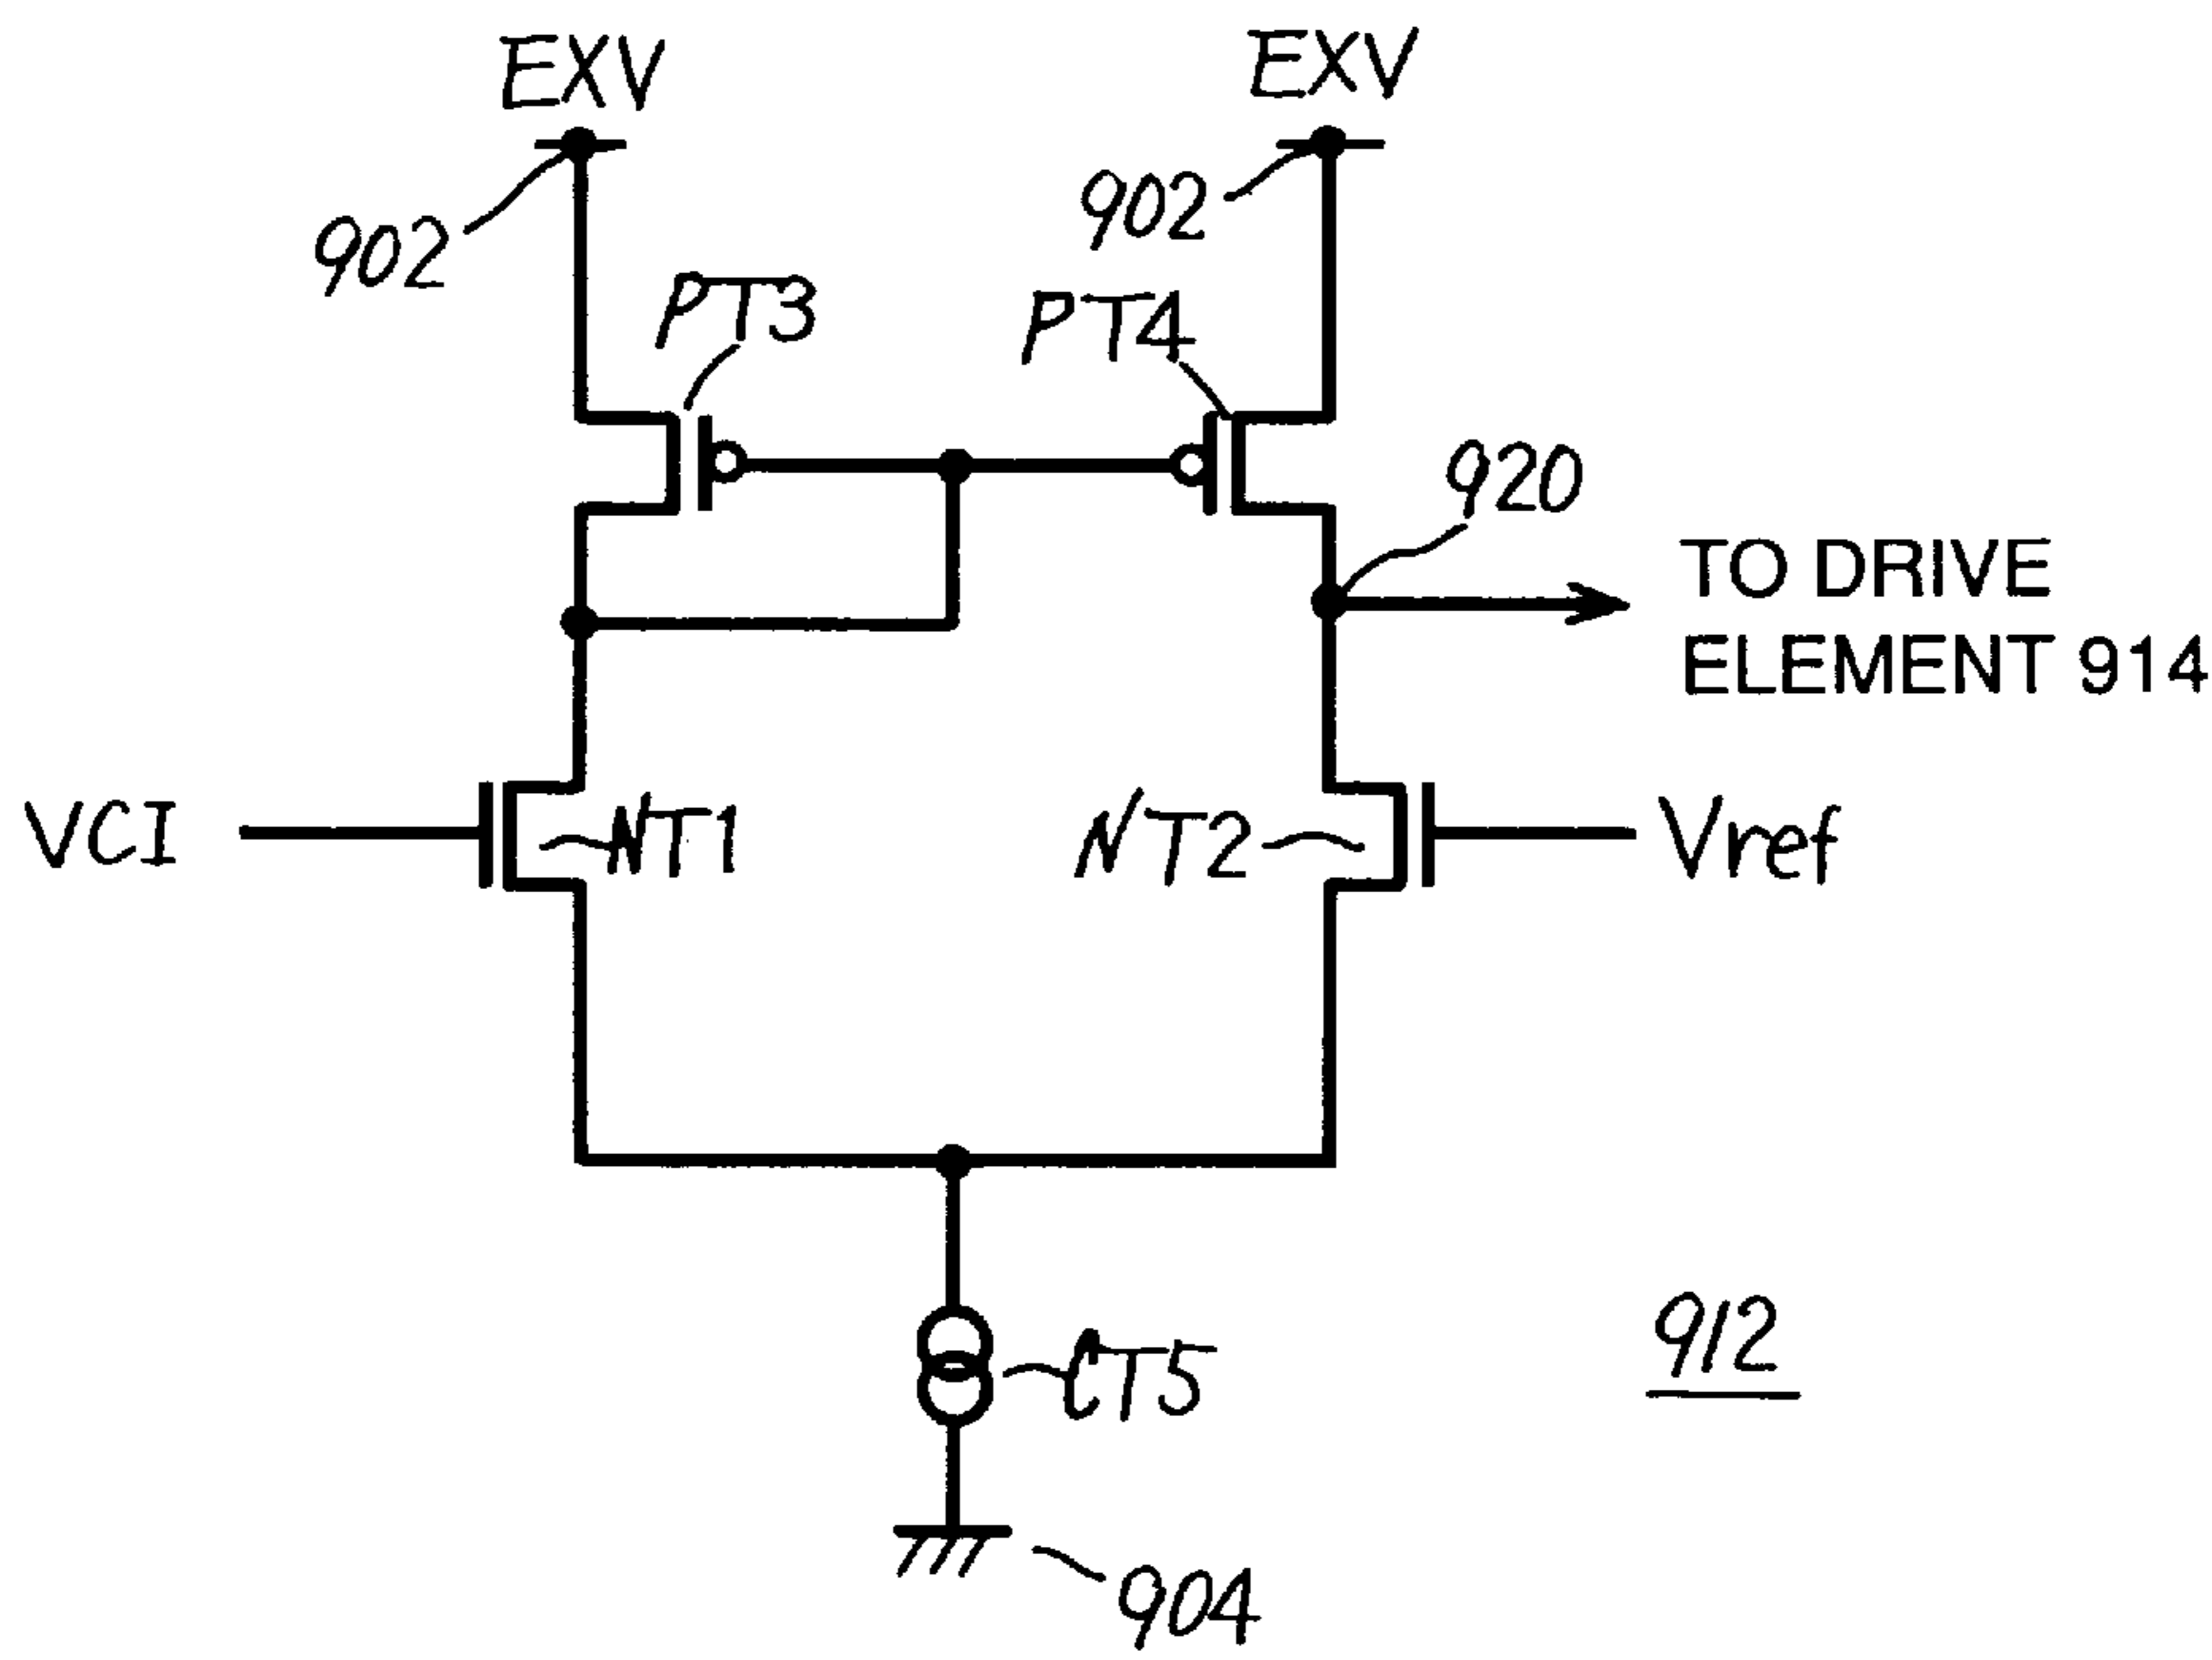 EXV
EXV
902
902
PT3
PT4
920
TO DRIVE
ELEMENT 914
VCI
NT1
NT2
Vref
CT5
912
904